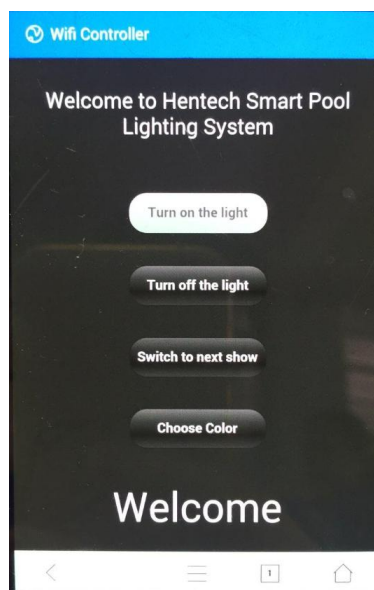 Wifi Controller
Welcome to Hentech Smart Pool
Lighting System
Turn on the light
Turn off the light
Switch to next show
Choose Color
Welcome
1